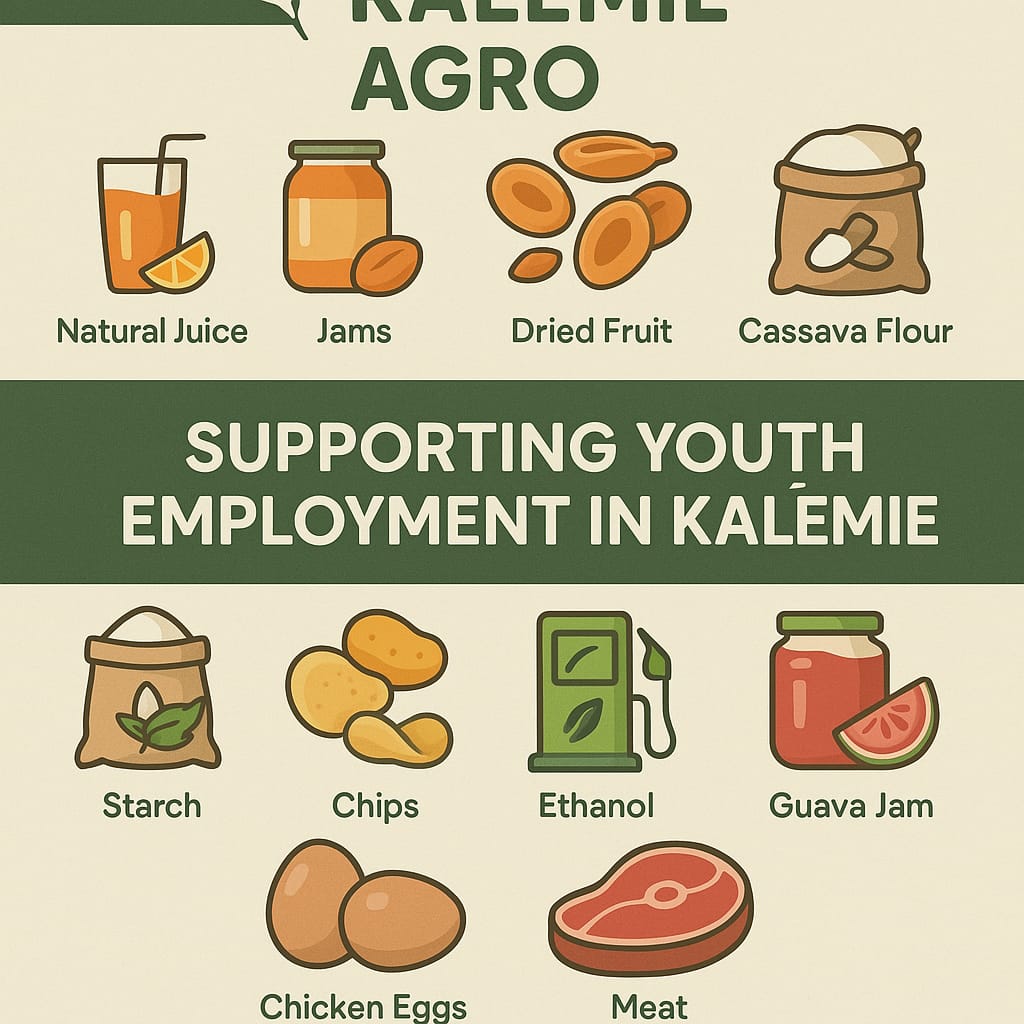 KALEMIE
AGRO
Natural Juice
Jams
Dried Fruit
Cassava Flour
SUPPORTING YOUTH
EMPLOYMENT IN KALÉMIE
Starch
Chips
Ethanol
Guava Jam
Chicken Eggs
Meat